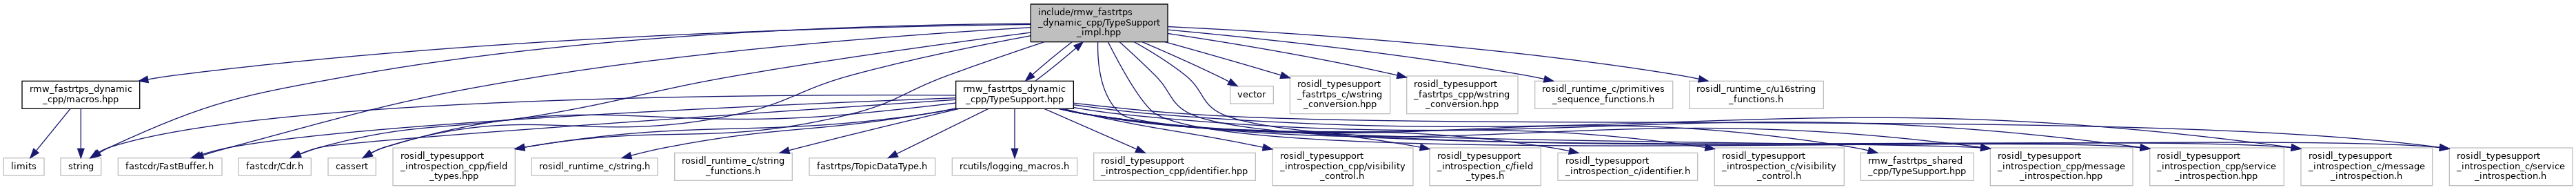 include/rmw_fastrtps
_dynamic_cpp/TypeSupport
_impl.hpp
rmw_fastrtps_dynamic
_cpp/macros.hpp
rmw_fastrtps_dynamic
_cpp/TypeSupport.hpp
vector
rosidl_typesupport
_fastrtps_c/wstring
_conversion.hpp
rosidl_typesupport
_fastrtps_cpp/wstring
_conversion.hpp
rosidl_runtime_c/primitives
_sequence_functions.h
rosidl_runtime_c/u16string
_functions.h
limits
string
fastcdr/FastBuffer.h
fastcdr/Cdr.h
cassert
rosidl_typesupport
_introspection_cpp/field
_types.hpp
rosidl_runtime_c/string.h
rosidl_runtime_c/string
_functions.h
fastrtps/TopicDataType.h
rcutils/logging_macros.h
rosidl_typesupport
_introspection_cpp/identifier.hpp
rosidl_typesupport
_introspection_cpp/visibility
_control.h
rosidl_typesupport
_introspection_c/field
_types.h
rosidl_typesupport
_introspection_c/identifier.h
rosidl_typesupport
_introspection_c/visibility
_control.h
rmw_fastrtps_shared
_cpp/TypeSupport.hpp
rosidl_typesupport
_introspection_cpp/message
_introspection.hpp
rosidl_typesupport
_introspection_cpp/service
_introspection.hpp
rosidl_typesupport
_introspection_c/message
_introspection.h
rosidl_typesupport
_introspection_c/service
_introspection.h